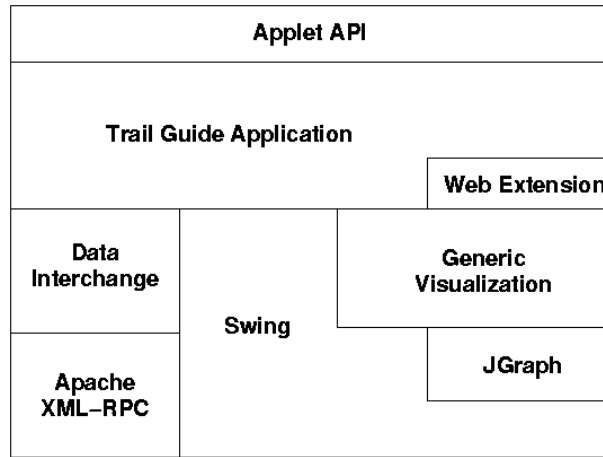 Applet API
Trail Guide Application
Web Extension
Data
Interchange
Generic
Visualization
Swing
Apache
XML–RPC
JGraph